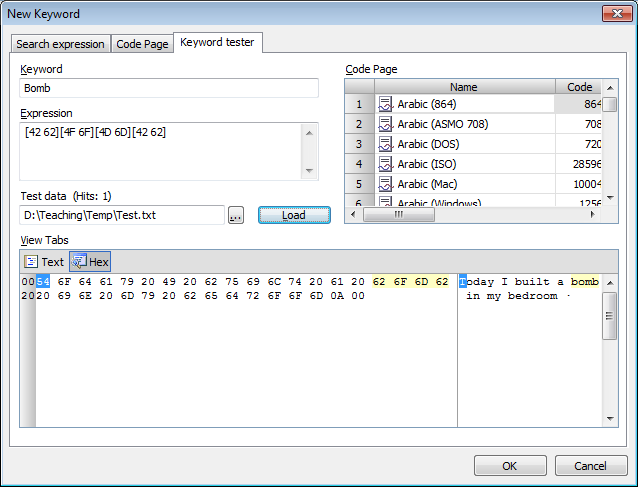 New Keyword
Search expression Code Page Keyword tester
Keyword
Bomb
Expression
[42 62][4F 6F][4D 6D][42 62]
Test data (Hits: 1)
D:\Teaching\Temp\Test.txt ... Load
Code Page
Name Code
1 Arabic (864) 864
2 Arabic (ASMO 708) 708
3 Arabic (DOS) 720
4 Arabic (ISO) 28596
5 Arabic (Mac) 10004
6 Arabic (Windows) 1256
View Tabs
Text Hex
00 54 6F 64 61 79 20 49 20 62 75 69 6C 74 20 61 20 62 6F 6D 62 Today I built a bomb
20 20 69 6E 20 6D 79 20 62 65 64 72 6F 6F 6D 0A 00 in my bedroom ·
OK Cancel